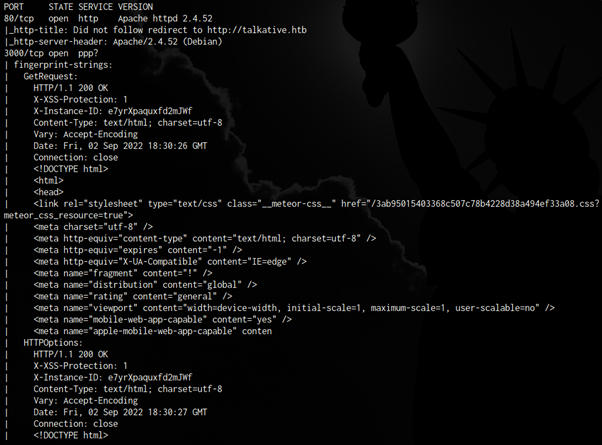 PORT     STATE SERVICE VERSION
80/tcp   open  http    Apache httpd 2.4.52
|_http-title: Did not follow redirect to http://talkative.htb
|_http-server-header: Apache/2.4.52 (Debian)
3000/tcp open  ppp?
| fingerprint-strings:
|   GetRequest:
|     HTTP/1.1 200 OK
|     X-XSS-Protection: 1
|     X-Instance-ID: e7yrXpaquxfd2mJWf
|     Content-Type: text/html; charset=utf-8
|     Vary: Accept-Encoding
|     Date: Fri, 02 Sep 2022 18:30:26 GMT
|     Connection: close
|     <!DOCTYPE html>
|     <html>
|     <head>
|     <link rel="stylesheet" type="text/css" class="__meteor-css__" href="/3ab95015403368c507c78b4228d38a494ef33a08.css?
meteor_css_resource=true">
|     <meta charset="utf-8" />
|     <meta http-equiv="content-type" content="text/html; charset=utf-8" />
|     <meta http-equiv="expires" content="-1" />
|     <meta http-equiv="X-UA-Compatible" content="IE=edge" />
|     <meta name="fragment" content="!" />
|     <meta name="distribution" content="global" />
|     <meta name="rating" content="general" />
|     <meta name="viewport" content="width=device-width, initial-scale=1, maximum-scale=1, user-scalable=no" />
|     <meta name="mobile-web-app-capable" content="yes" />
|     <meta name="apple-mobile-web-app-capable" conten
|   HTTPOptions:
|     HTTP/1.1 200 OK
|     X-XSS-Protection: 1
|     X-Instance-ID: e7yrXpaquxfd2mJWf
|     Content-Type: text/html; charset=utf-8
|     Vary: Accept-Encoding
|     Date: Fri, 02 Sep 2022 18:30:27 GMT
|     Connection: close
|     <!DOCTYPE html>